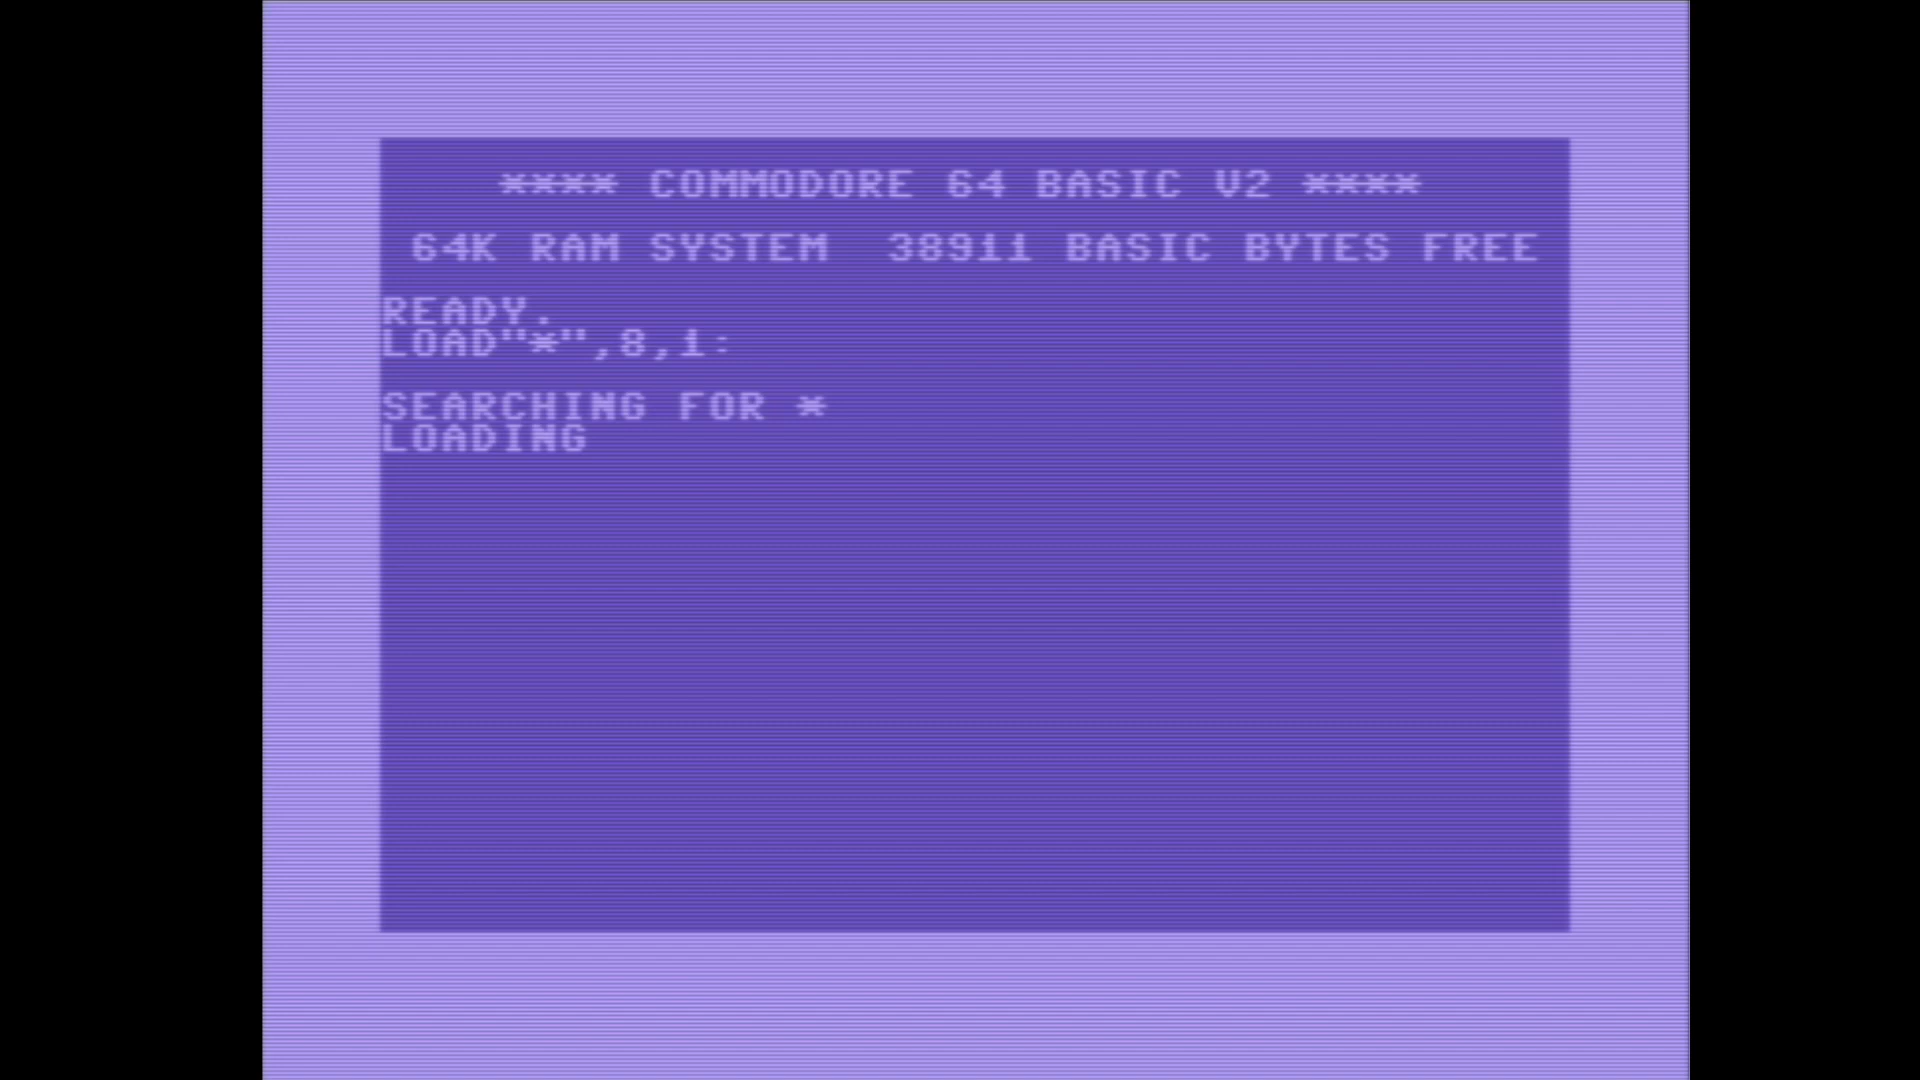 **** COMMODORE 64 BASIC V2 ****
64K RAM SYSTEM  38911 BASIC BYTES FREE
READY.
LOAD"*",8,1:
SEARCHING FOR *
LOADING